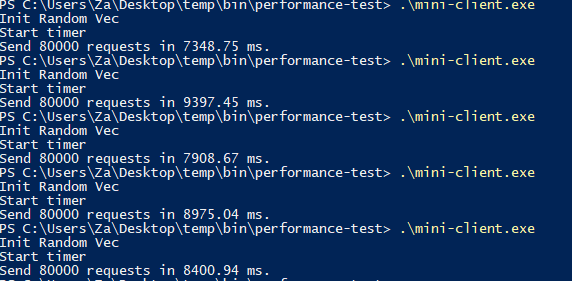 PS C:\Users\Za\Desktop\temp\bin\performance-test> .\mini-client.exe
Init Random Vec
Start timer
Send 80000 requests in 7348.75 ms.
PS C:\Users\Za\Desktop\temp\bin\performance-test> .\mini-client.exe
Init Random Vec
Start timer
Send 80000 requests in 9397.45 ms.
PS C:\Users\Za\Desktop\temp\bin\performance-test> .\mini-client.exe
Init Random Vec
Start timer
Send 80000 requests in 7908.67 ms.
PS C:\Users\Za\Desktop\temp\bin\performance-test> .\mini-client.exe
Init Random Vec
Start timer
Send 80000 requests in 8975.04 ms.
PS C:\Users\Za\Desktop\temp\bin\performance-test> .\mini-client.exe
Init Random Vec
Start timer
Send 80000 requests in 8400.94 ms.